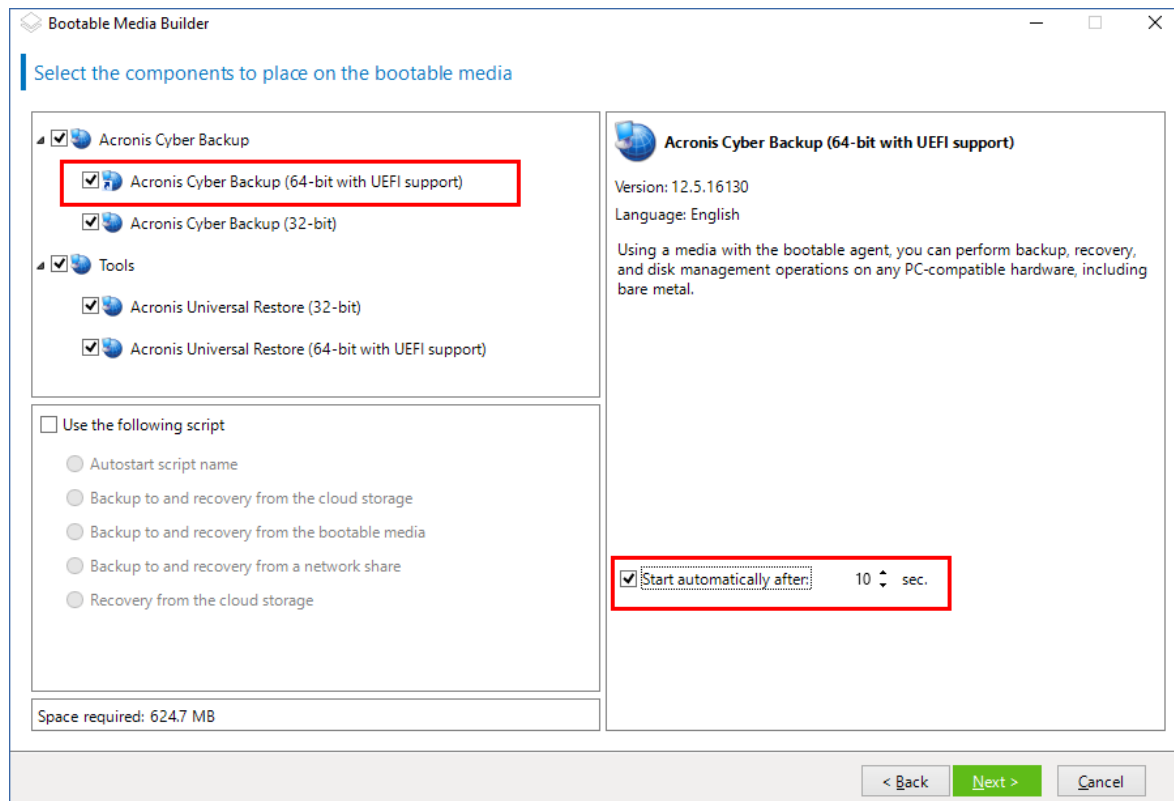 Bootable Media Builder
Select the components to place on the bootable media
Acronis Cyber Backup
Acronis Cyber Backup (64-bit with UEFI support)
Acronis Cyber Backup (32-bit)
Tools
Acronis Universal Restore (32-bit)
Acronis Universal Restore (64-bit with UEFI support)
Use the following script
Autostart script name
Backup to and recovery from the cloud storage
Backup to and recovery from the bootable media
Backup to and recovery from a network share
Recovery from the cloud storage
Space required: 624.7 MB
Acronis Cyber Backup (64-bit with UEFI support)
Version: 12.5.16130
Language: English
Using a media with the bootable agent, you can perform backup, recovery,
and disk management operations on any PC-compatible hardware, including
bare metal.
Start automatically after: 10 sec.
< Back Next > Cancel